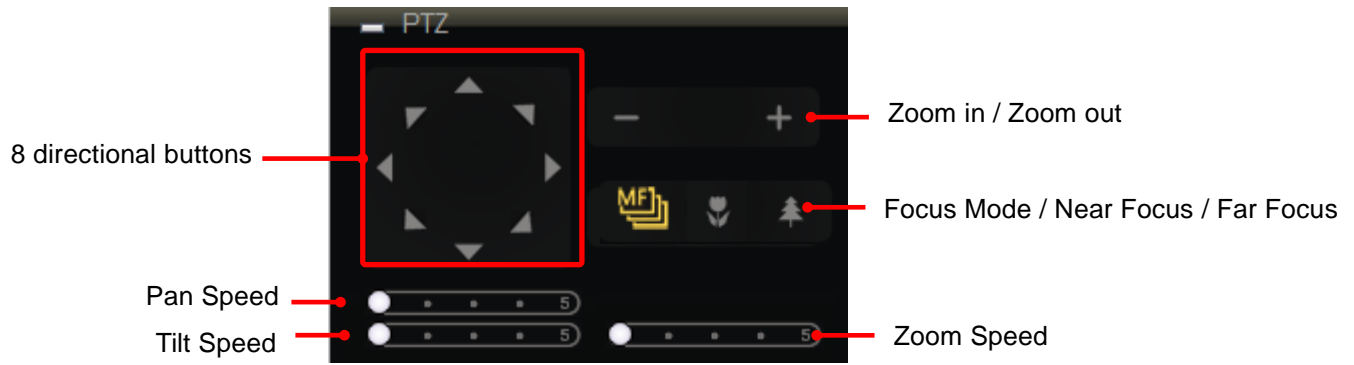 PTZ
Zoom in / Zoom out
8 directional buttons
MF
Focus Mode / Near Focus / Far Focus
Pan Speed
5
Tilt Speed
5
5
Zoom Speed